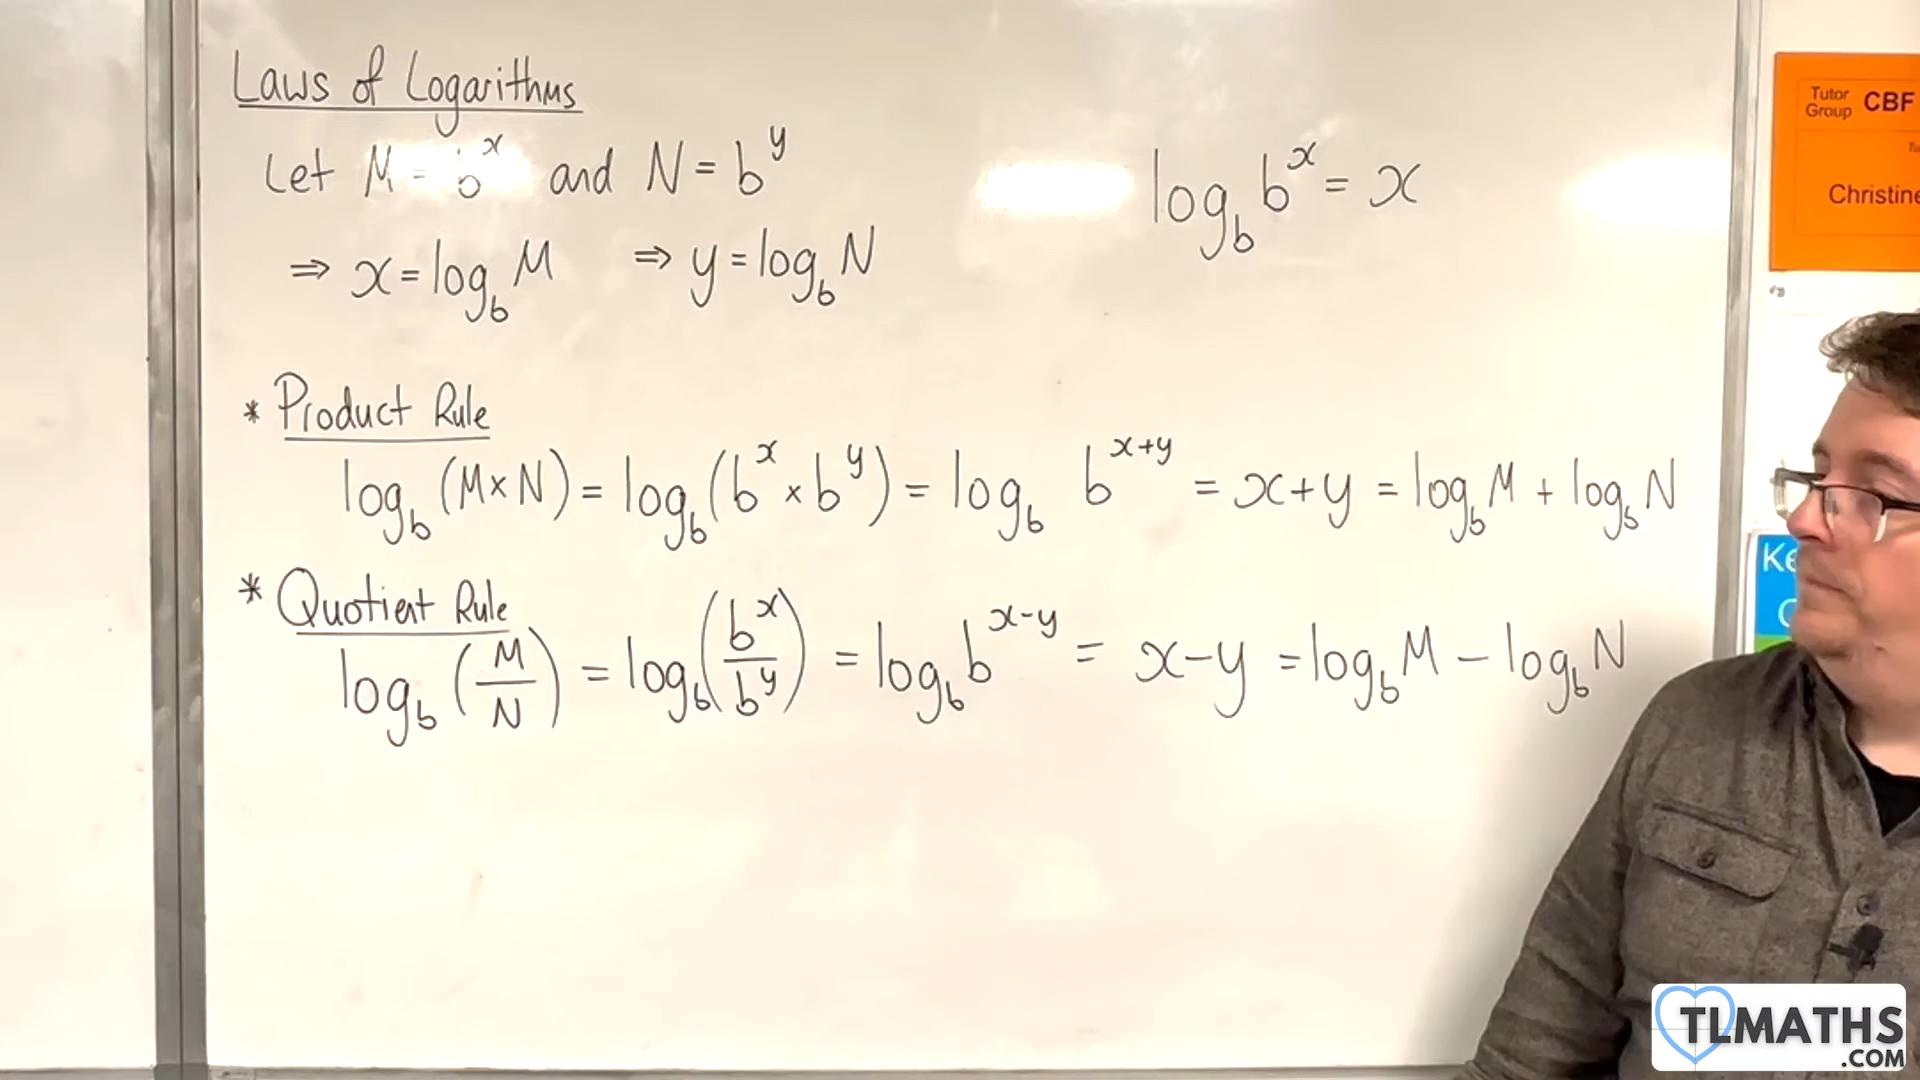 Laws of Logarithms
Let M = b^x and N = b^y
log_b b^x = x
⇒ x = log_b M ⇒ y = log_b N
* Product Rule
log_b (M × N) = log_b (b^x × b^y) = log_b b^{x+y} = x + y = log_b M + log_b N
* Quotient Rule
log_b (M/N) = log_b (b^x/b^y) = log_b b^{x-y} = x - y = log_b M - log_b N
Tutor Group CBF
Christine
TLMATHS
.COM